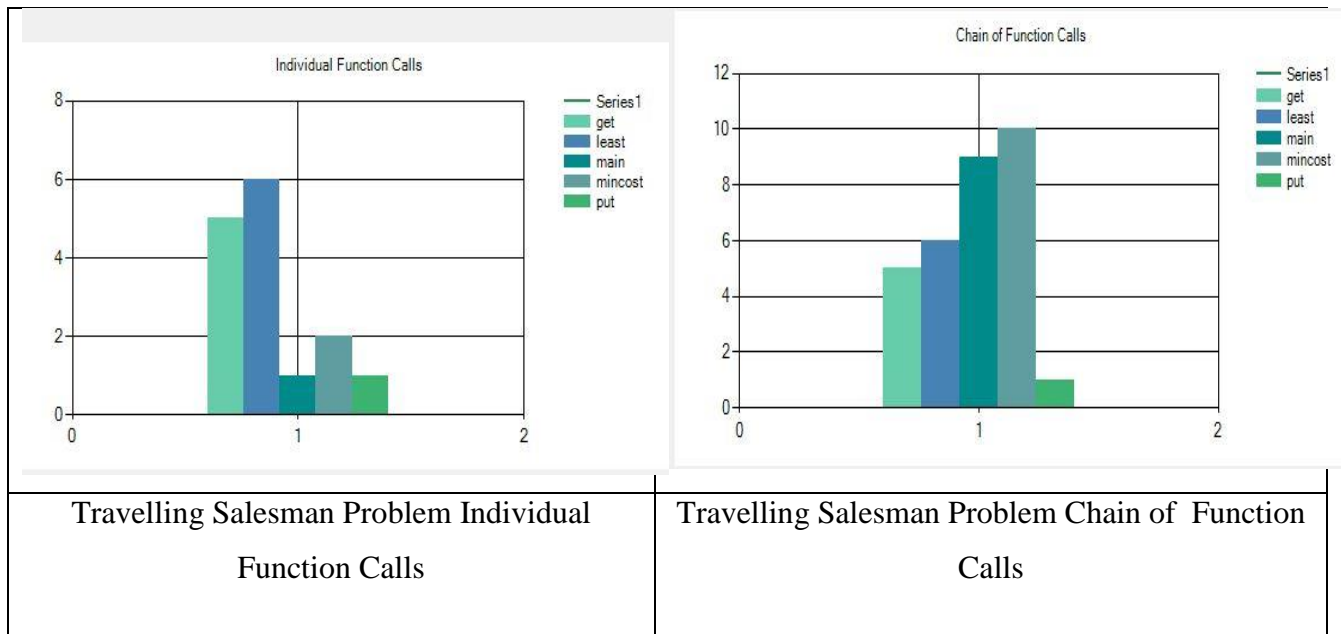 Individual Function Calls
8
6
4
2
0
0 1 2
Series1
get
least
main
mincost
put
Chain of Function Calls
12
10
8
6
4
2
0
0 1 2
Series1
get
least
main
mincost
put
Travelling Salesman Problem Individual
Function Calls
Travelling Salesman Problem Chain of Function
Calls